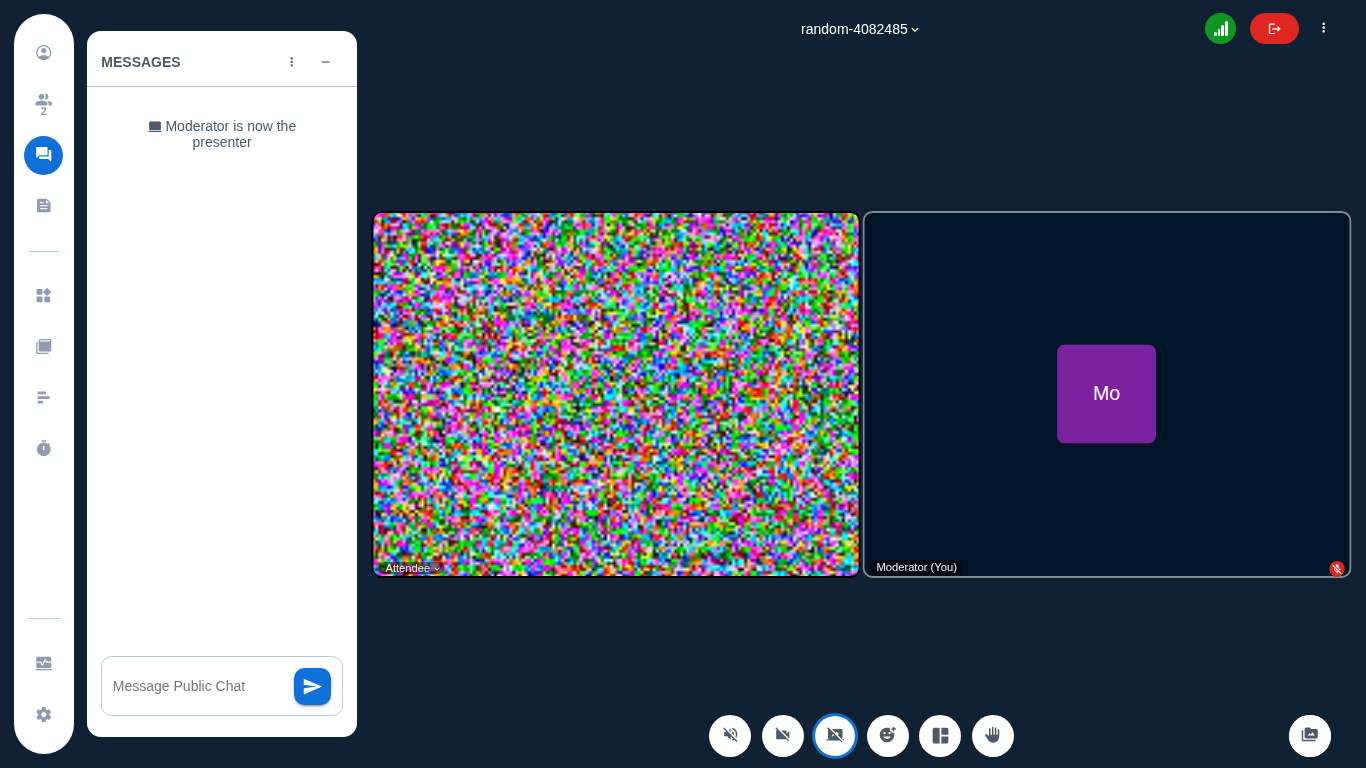 random-4082485
2
MESSAGES
Moderator is now the
presenter
Mo
Attendee
Moderator (You)
Message Public Chat